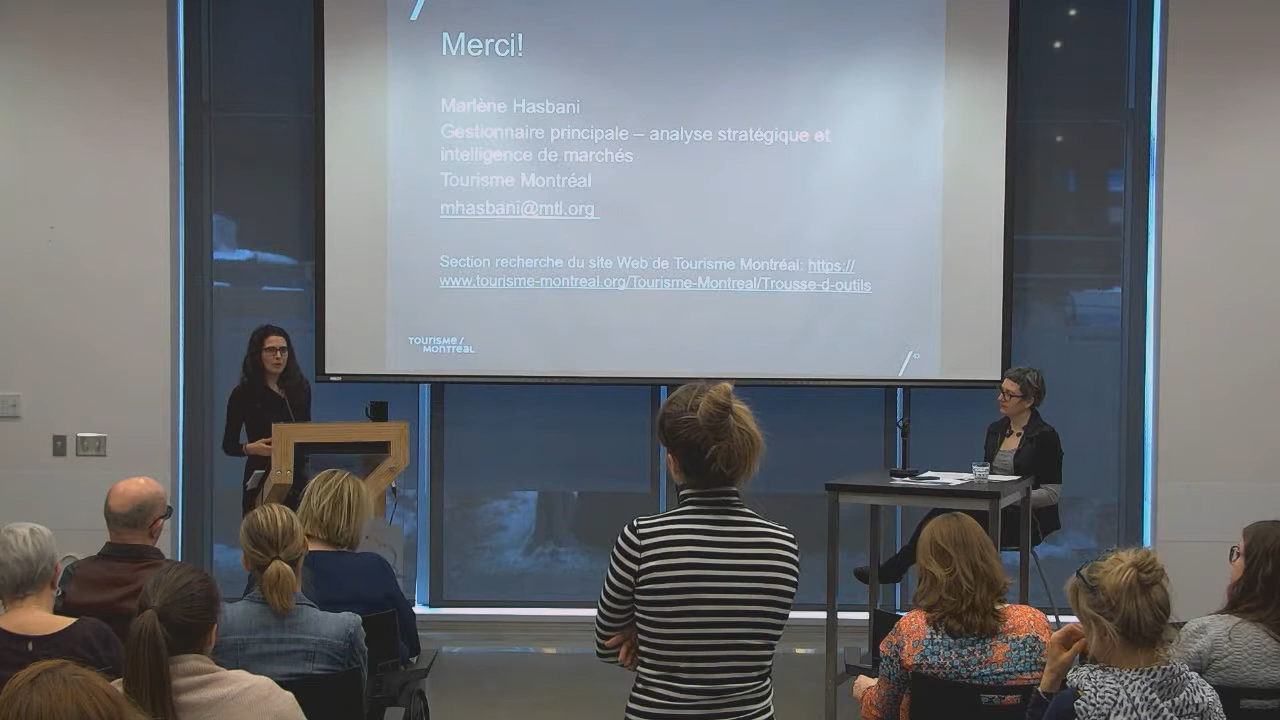 Merci!
Marlène Hasbani
Gestionnaire principale – analyse stratégique et
intelligence de marchés
Tourisme Montréal
mhasbani@mtl.org
Section recherche du site Web de Tourisme Montréal: https://
www.tourisme-montreal.org/Tourisme-Montreal/Trousse-d-outils
TOURISME /
MONTRÉAL